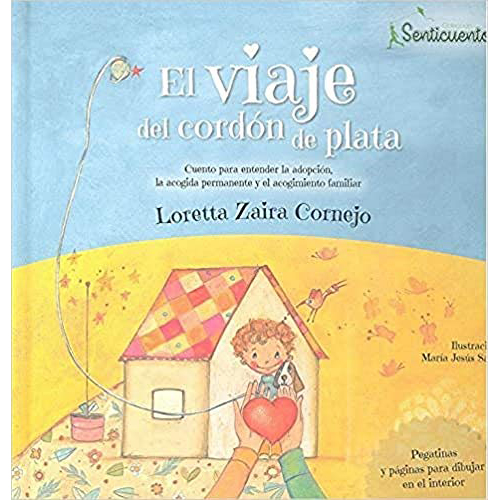 Senticuento
El viaje
del cordón de plata
Cuento para entender la adopción,
la acogida permanente y el acogimiento familiar
Loretta Zaira Cornejo
María Jesús
Pegatinas
y páginas para dibujar
en el interior